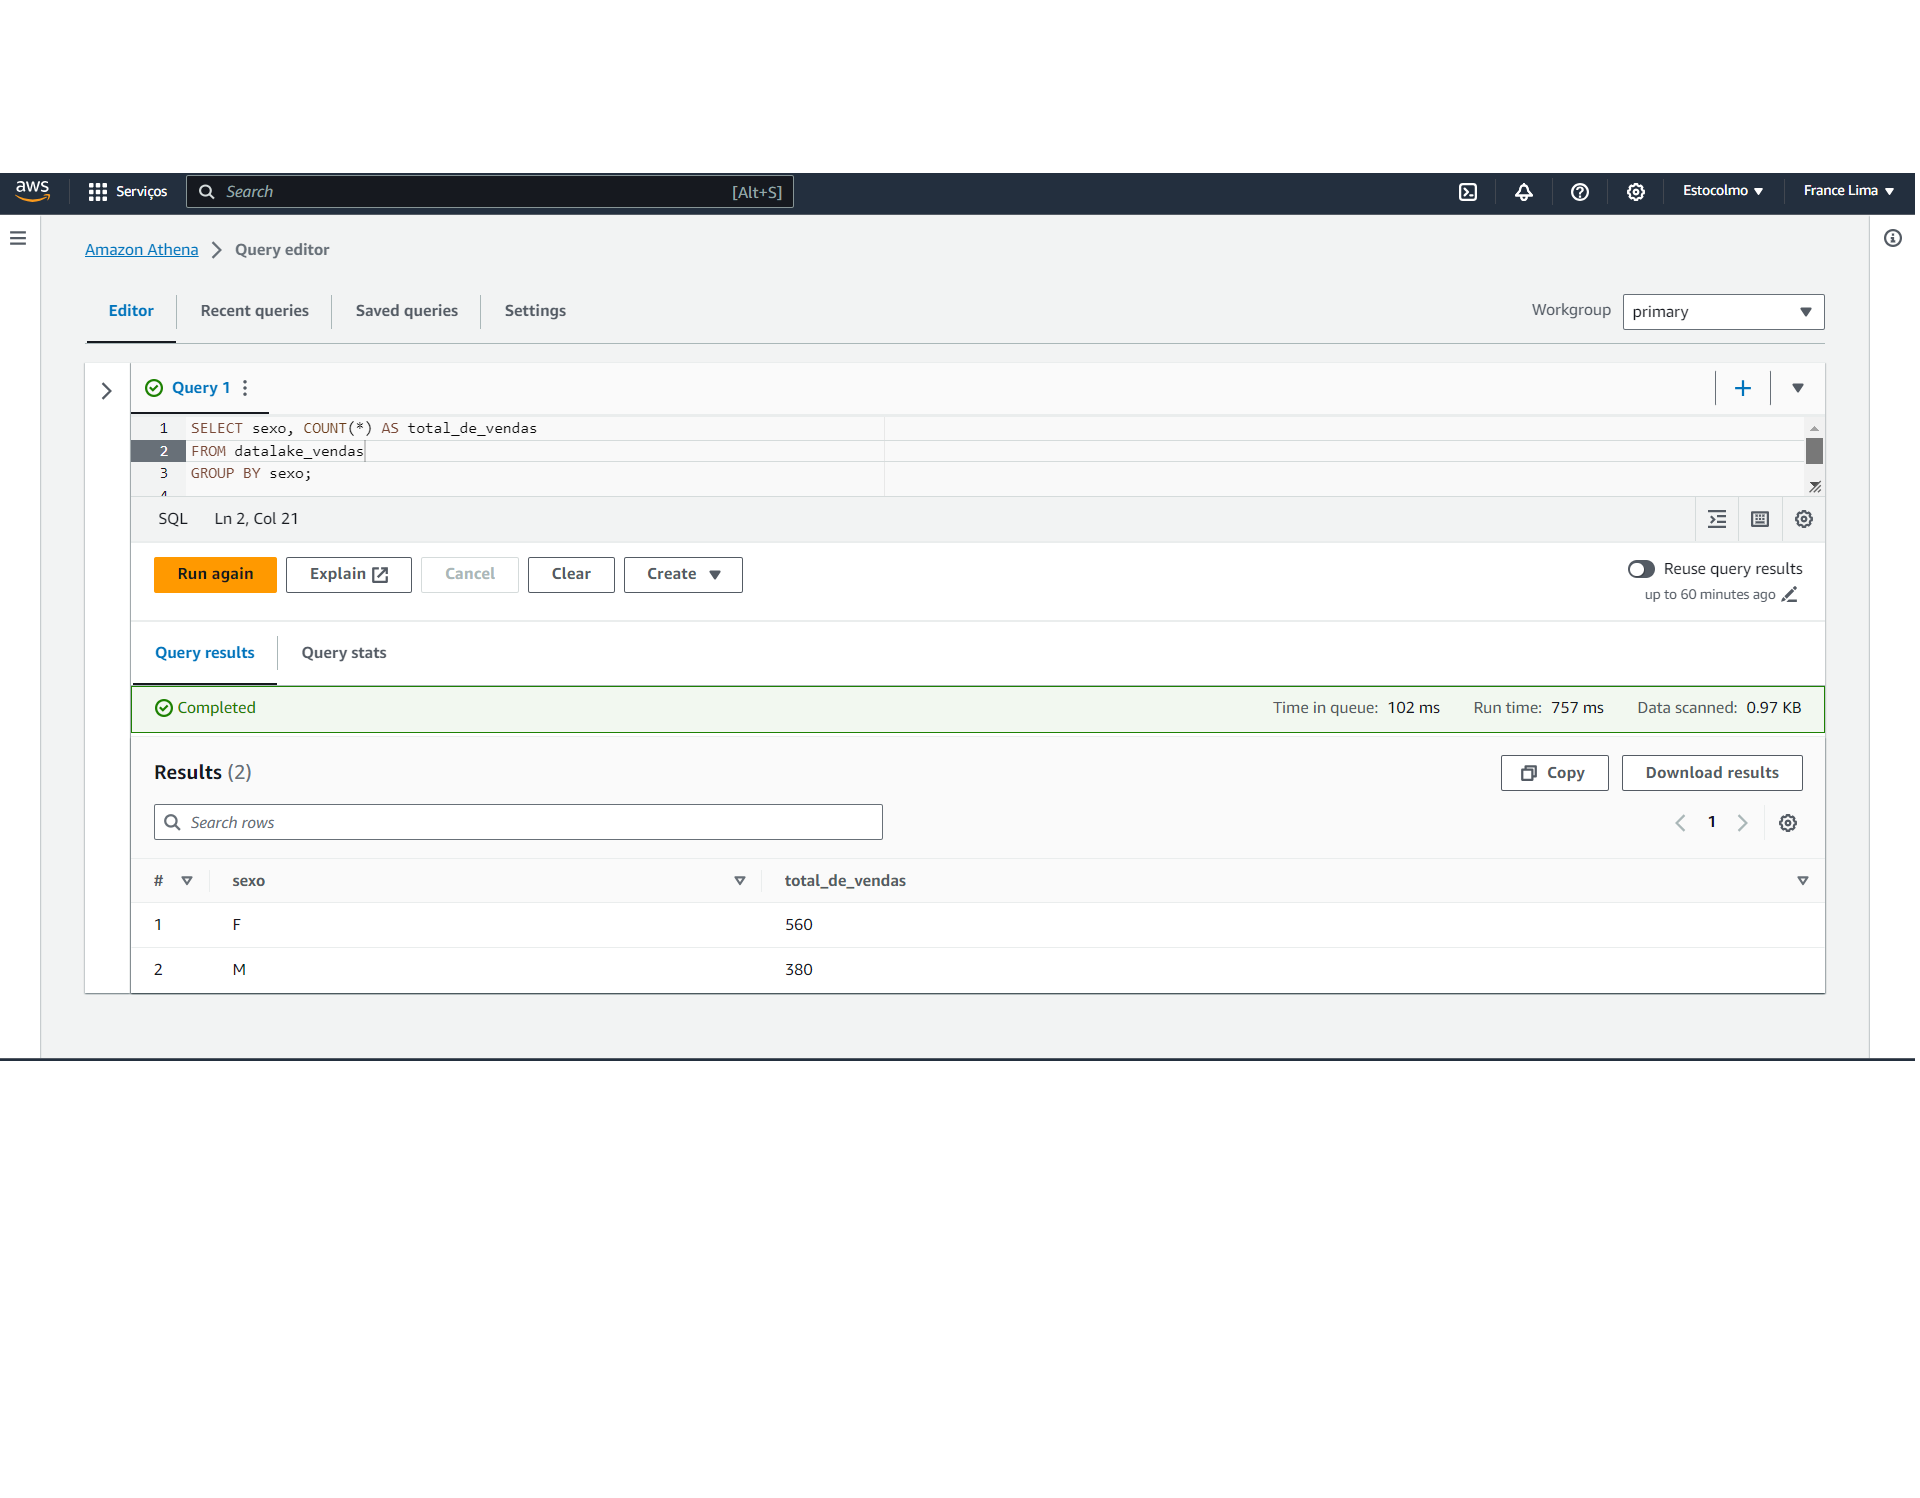 aws Serviços Search [Alt+S] Estocolmo France Lima
Amazon Athena Query editor
Editor Recent queries Saved queries Settings Workgroup primary
Query 1
1 SELECT sexo, COUNT(*) AS total_de_vendas
2 FROM datalake_vendas
3 GROUP BY sexo;
4
SQL Ln 2, Col 21
Run again Explain Cancel Clear Create Reuse query results
up to 60 minutes ago
Query results Query stats
Completed Time in queue: 102 ms Run time: 757 ms Data scanned: 0.97 KB
Results (2) Copy Download results
Search rows 1
# sexo total_de_vendas
1 F 560
2 M 380